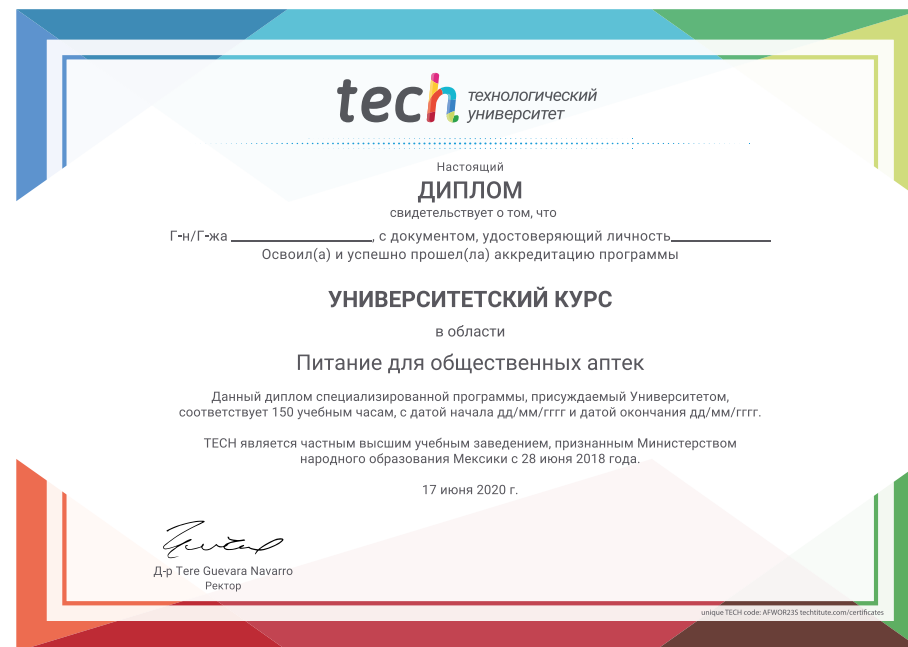 tech технологический
университет
Настоящий
ДИПЛОМ
свидетельствует о том, что
Г-н/Г-жа ____________________, с документом, удостоверяющий личность______________
Освоил(а) и успешно прошел(ла) аккредитацию программы
УНИВЕРСИТЕТСКИЙ КУРС
в области
Питание для общественных аптек
Данный диплом специализированной программы, присуждаемый Университетом,
соответствует 150 учебным часам, с датой начала дд/мм/гггг и датой окончания дд/мм/гггг.
TECH является частным высшим учебным заведением, признанным Министерством
народного образования Мексики с 28 июня 2018 года.
17 июня 2020 г.
Д-р Tere Guevara Navarro
Ректор
unique TECH code: AFWOR23S techtitute.com/certificates